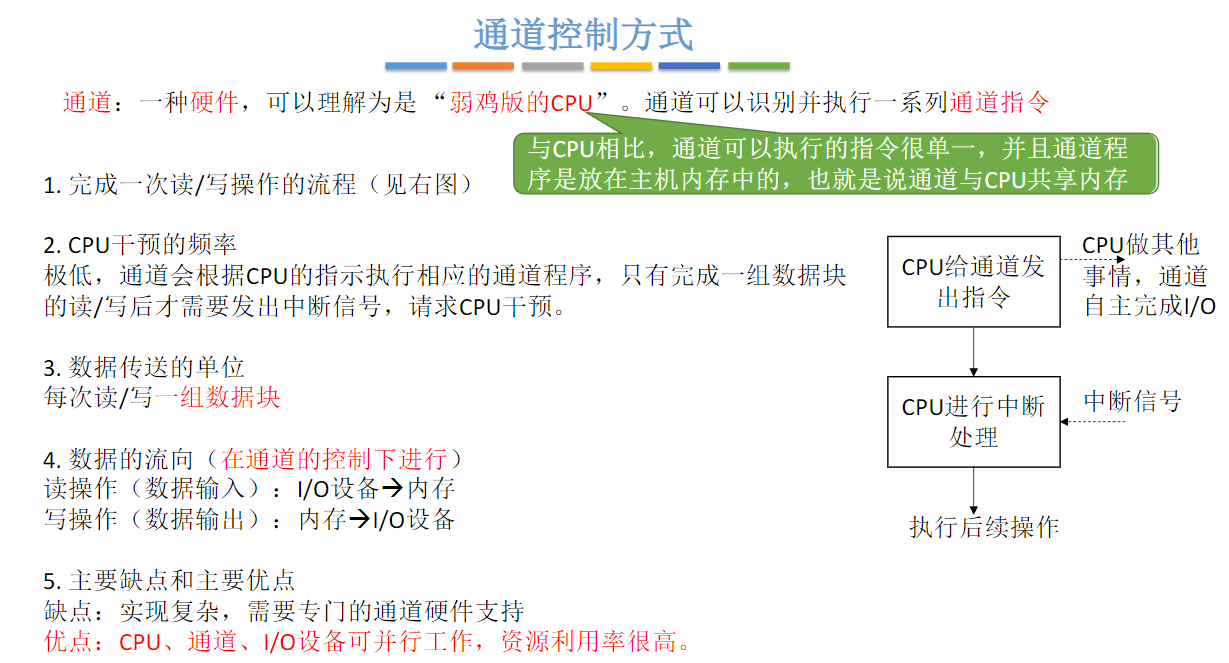 通道控制方式
通道：一种硬件，可以理解为是“弱鸡版的CPU”。通道可以识别并执行一系列通道指令
与CPU相比，通道可以执行的指令很单一，并且通道程
序是放在主机内存中的，也就是说通道与CPU共享内存
1. 完成一次读/写操作的流程（见右图）
2. CPU干预的频率
极低，通道会根据CPU的指示执行相应的通道程序，只有完成一组数据块
的读/写后才需要发出中断信号，请求CPU干预。
3. 数据传送的单位
每次读/写一组数据块
4. 数据的流向（在通道的控制下进行）
读操作（数据输入）：I/O设备→内存
写操作（数据输出）：内存→I/O设备
5. 主要缺点和主要优点
缺点：实现复杂，需要专门的通道硬件支持
优点：CPU、通道、I/O设备可并行工作，资源利用率很高。
CPU给通道发
出指令
CPU做其他
事情，通道
自主完成I/O
CPU进行中断
处理
中断信号
执行后续操作